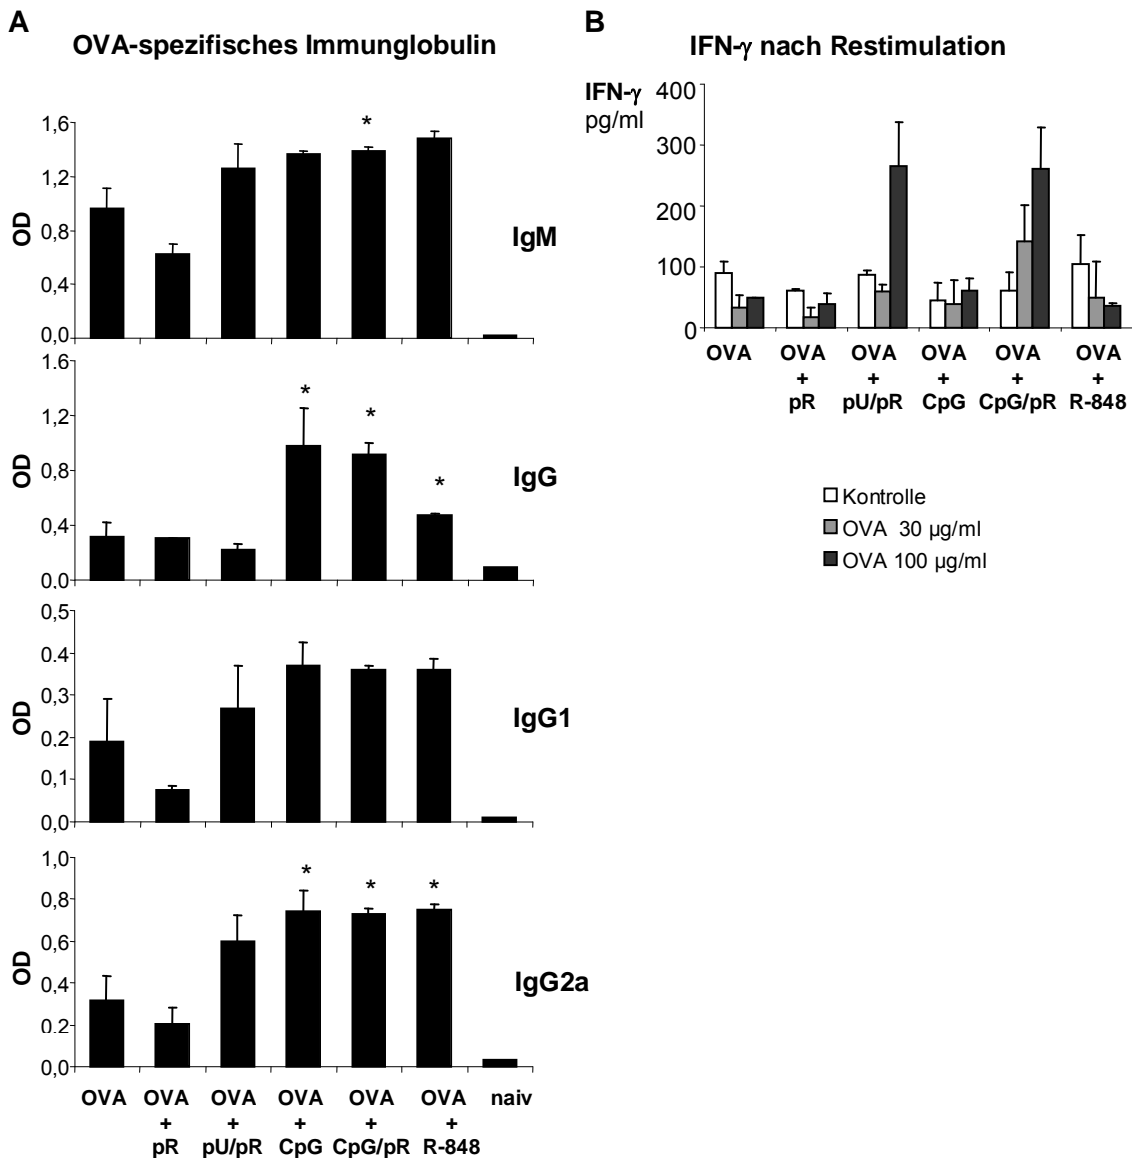 A
OVA-spezifisches Immunglobulin
1,6
1,2
0,8
0,4
0,0
OD
*
IgM
1,6
1,2
0,8
0,4
0,0
OD
* * *
IgG
0,5
0,4
0,3
0.2
0,1
0,0
OD
IgG1
1,0
0,8
0,6
0,4
0.2
0,0
OD
* * *
IgG2a
OVA OVA OVA OVA OVA OVA naiv
+ + + + +
pR pU/pR CpG CpG/pR R-848
B
IFN-γ nach Restimulation
IFN-γ
pg/ml
400
300
200
100
0
OVA OVA OVA OVA OVA OVA
+ + + + +
pR pU/pR CpG CpG/pR R-848
Kontrolle
OVA 30 µg/ml
OVA 100 µg/ml